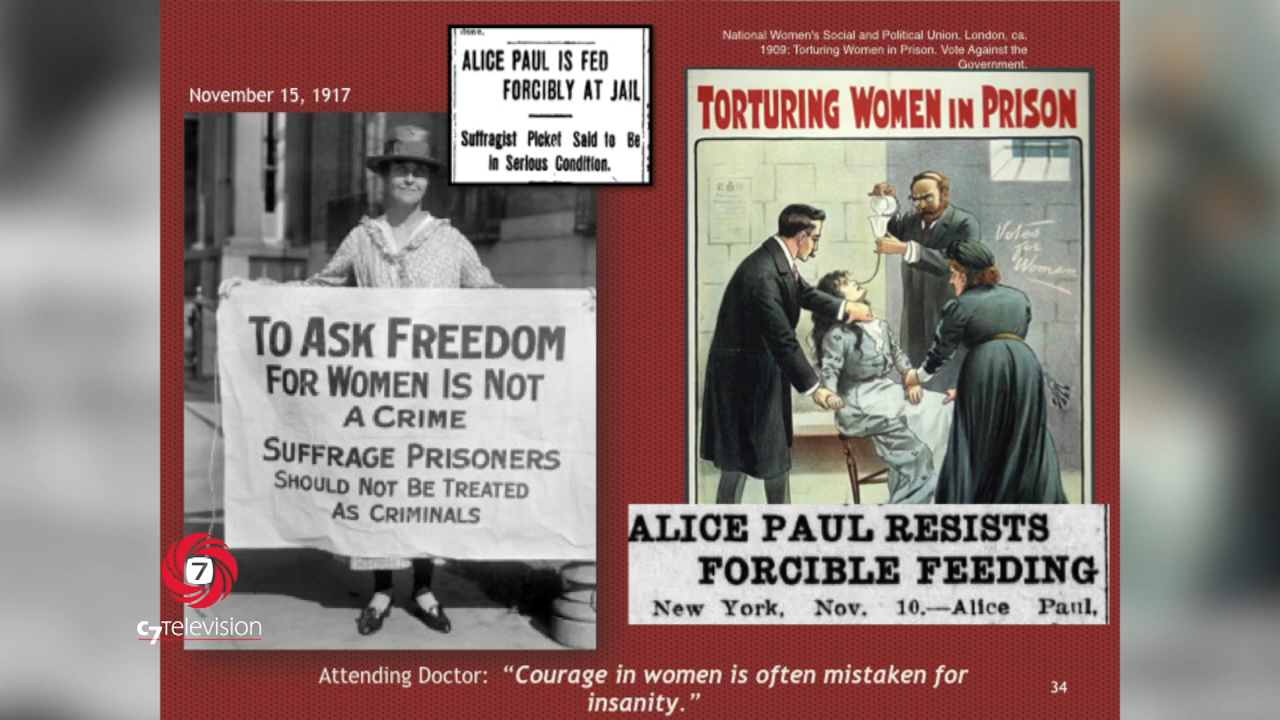 done.
ALICE PAUL IS FED
FORCIBLY AT JAIL
Suffragist Picket Said to Be
in Serious Condition.
National Women's Social and Political Union, London, ca.
1909: Torturing Women in Prison. Vote Against the
Government.
November 15, 1917
TORTURING WOMEN IN PRISON
Votes
for
Women
TO ASK FREEDOM
FOR WOMEN IS NOT
A CRIME
SUFFRAGE PRISONERS
SHOULD NOT BE TREATED
AS CRIMINALS
ALICE PAUL RESISTS
FORCIBLE FEEDING
New York, Nov. 10.—Alice Paul,
7
C7TELEVISION
Attending Doctor: “Courage in women is often mistaken for
insanity.”
34